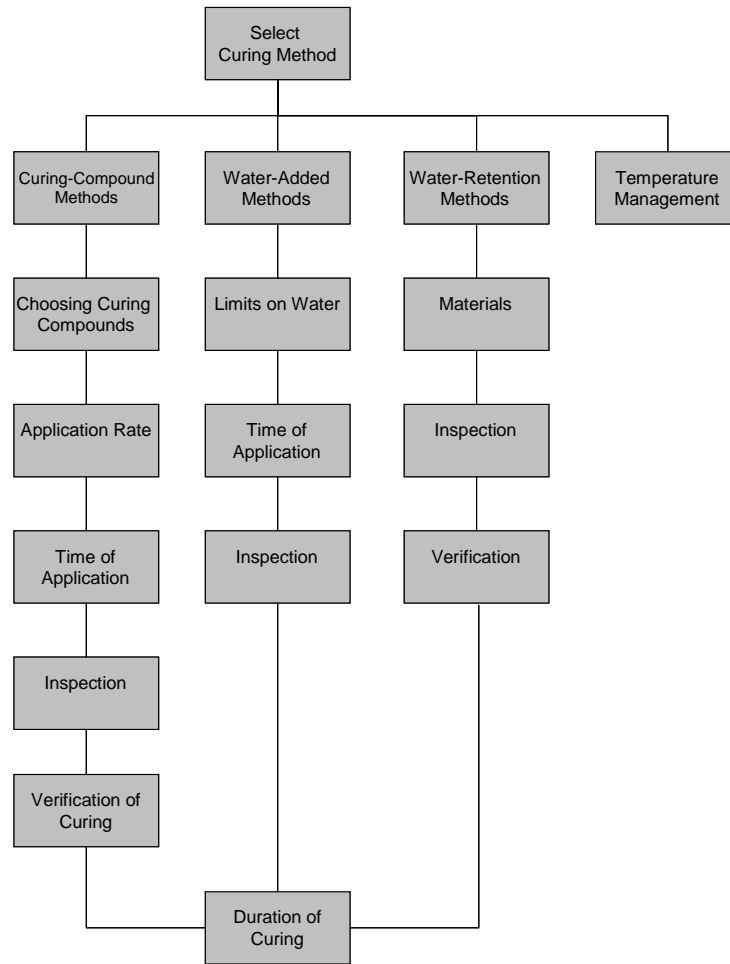 Select
Curing Method
Curing-Compound
Methods
Water-Added
Methods
Water-Retention
Methods
Temperature
Management
Choosing Curing
Compounds
Limits on Water
Materials
Application Rate
Time of
Application
Inspection
Time of
Application
Inspection
Verification
Inspection
Verification of
Curing
Duration of
Curing